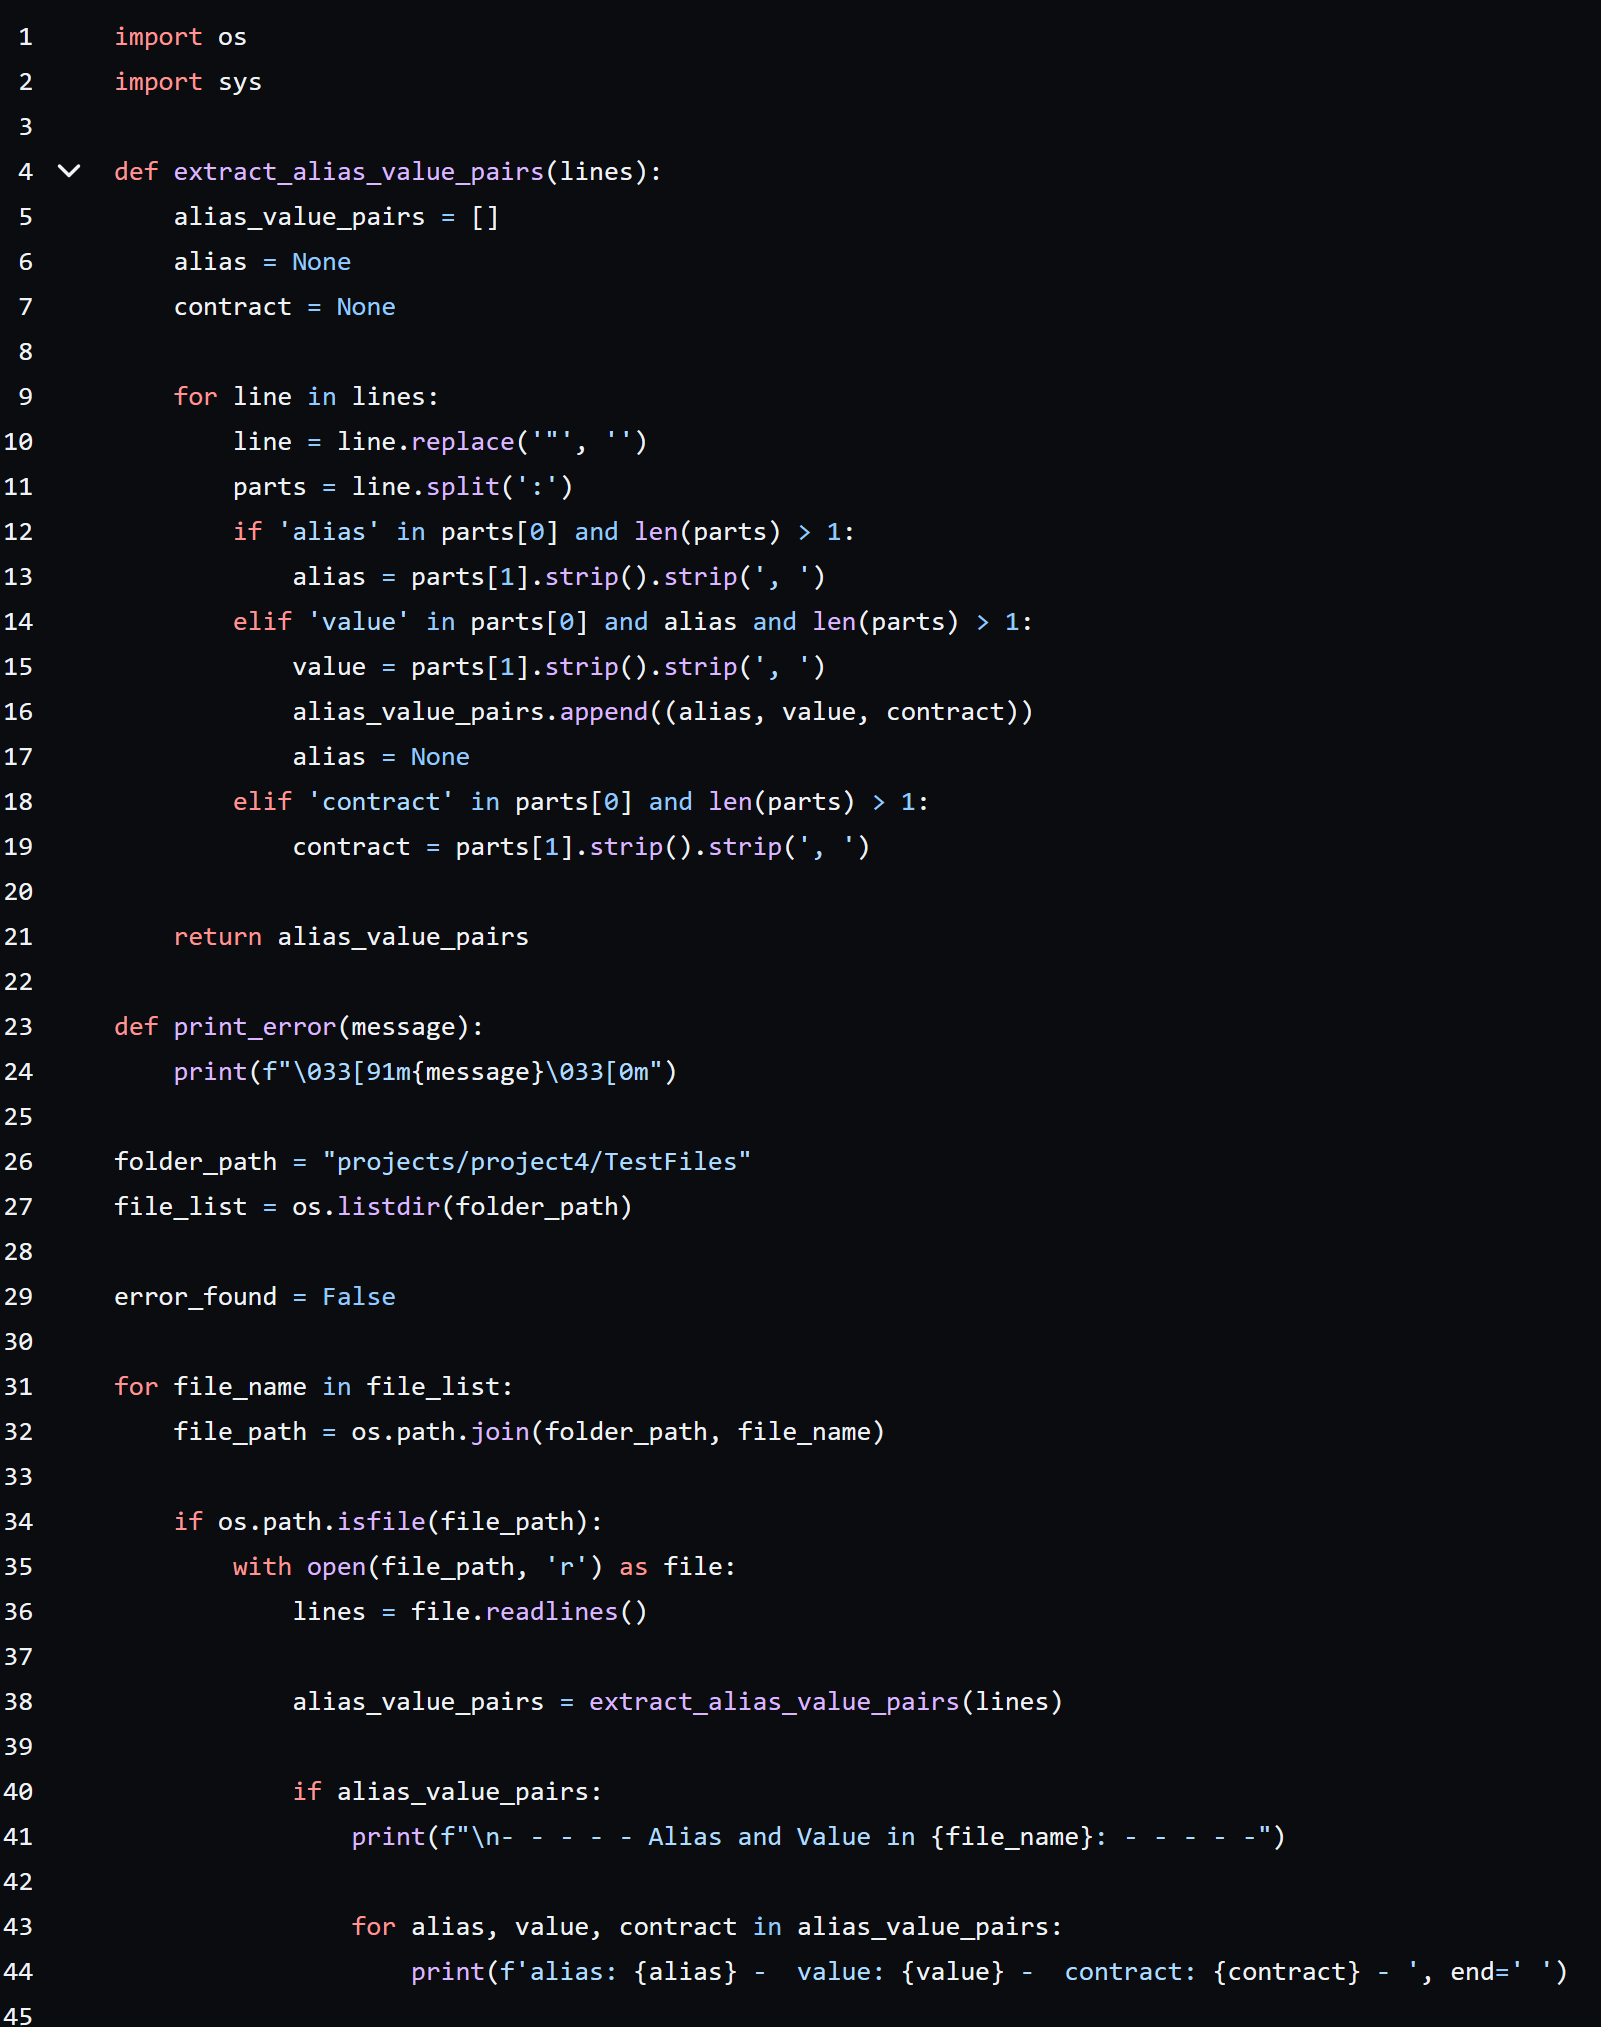 1 import os
2 import sys
3
4 def extract_alias_value_pairs(lines):
5     alias_value_pairs = []
6     alias = None
7     contract = None
8
9     for line in lines:
10         line = line.replace('"', '')
11         parts = line.split(':')
12         if 'alias' in parts[0] and len(parts) > 1:
13             alias = parts[1].strip().strip(', ')
14         elif 'value' in parts[0] and alias and len(parts) > 1:
15             value = parts[1].strip().strip(', ')
16             alias_value_pairs.append((alias, value, contract))
17             alias = None
18         elif 'contract' in parts[0] and len(parts) > 1:
19             contract = parts[1].strip().strip(', ')
20
21     return alias_value_pairs
22
23 def print_error(message):
24     print(f"\033[91m{message}\033[0m")
25
26 folder_path = "projects/project4/TestFiles"
27 file_list = os.listdir(folder_path)
28
29 error_found = False
30
31 for file_name in file_list:
32     file_path = os.path.join(folder_path, file_name)
33
34     if os.path.isfile(file_path):
35         with open(file_path, 'r') as file:
36             lines = file.readlines()
37
38             alias_value_pairs = extract_alias_value_pairs(lines)
39
40             if alias_value_pairs:
41                 print(f"\n- - - - - Alias and Value in {file_name}: - - - - -")
42
43                 for alias, value, contract in alias_value_pairs:
44                     print(f'alias: {alias} -  value: {value} -  contract: {contract} - ', end=' ')
45